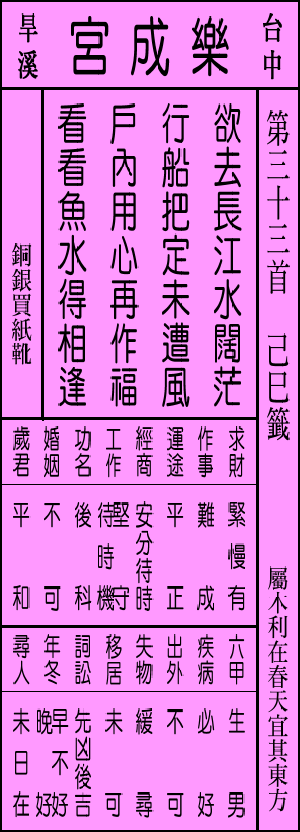 台中
樂成宮
旱溪
第三十三首 己巳籤 屬木利在春天宜其東方
欲去長江水闊茫
行船把定未遭風
戶內用心再作福
看看魚水得相逢
銅銀買紙靴
求財 緊慢有
作事 難成
運途 平正
經商 安分待時
工作 堅守待時機
功名 後科
婚姻 不可
歲君 平和
六甲 生男
疾病 必好
出外 不可
失物 緩尋
移居 未可
詞訟 先凶後吉
年冬 早不好晚好
尋人 未日在